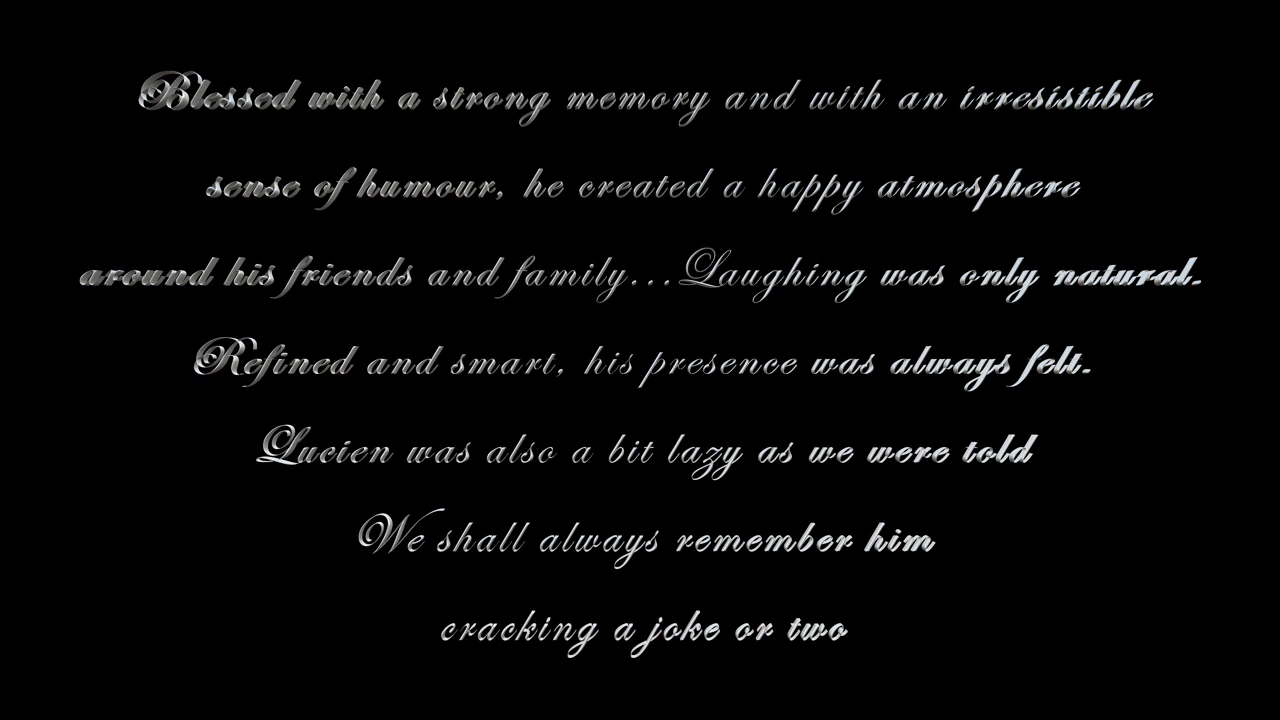 Blessed with a strong memory and with an irresistible
sense of humour, he created a happy atmosphere
around his friends and family...Laughing was only natural.
Refined and smart, his presence was always felt.
Lucien was also a bit lazy as we were told
We shall always remember him
cracking a joke or two